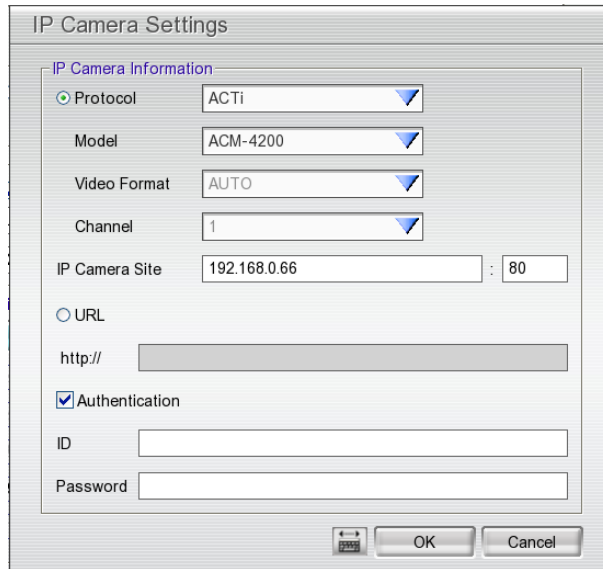 IP Camera Settings
IP Camera Information
Protocol ACTi
Model ACM-4200
Video Format AUTO
Channel 1
IP Camera Site 192.168.0.66 : 80
URL
http://
Authentication
ID
Password
OK Cancel